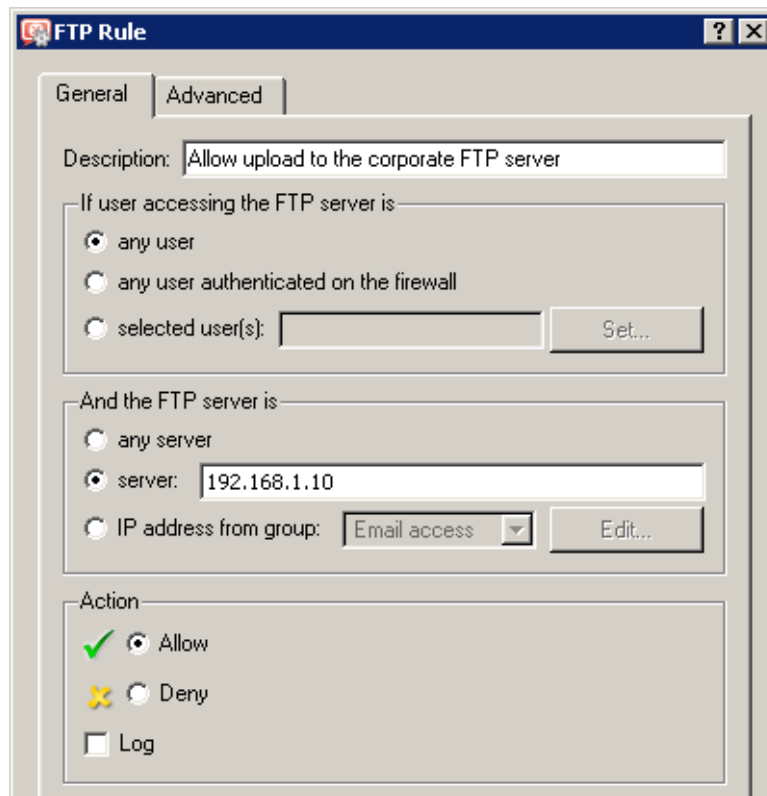 FTP Rule
General Advanced
Description: Allow upload to the corporate FTP server
If user accessing the FTP server is
any user
any user authenticated on the firewall
selected user(s): Set...
And the FTP server is
any server
server: 192.168.1.10
IP address from group: Email access Edit...
Action
Allow
Deny
Log